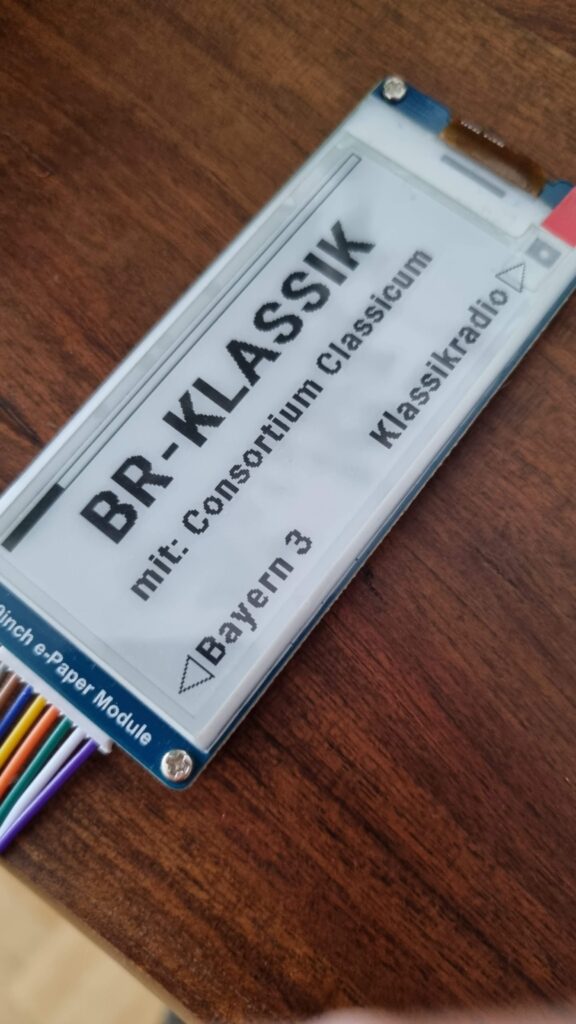 BR-KLASSIK
mit: Consortium Classicum
Bayern 3
Klassikradio
inch e-Paper Module